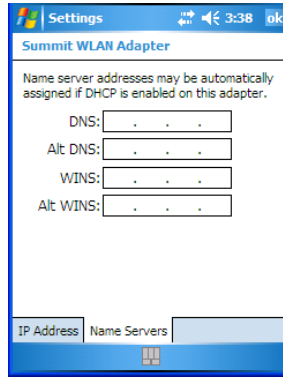 Settings 3:38 ok
Summit WLAN Adapter
Name server addresses may be automatically
assigned if DHCP is enabled on this adapter.
DNS: . . .
Alt DNS: . . .
WINS: . . .
Alt WINS: . . .
IP Address Name Servers